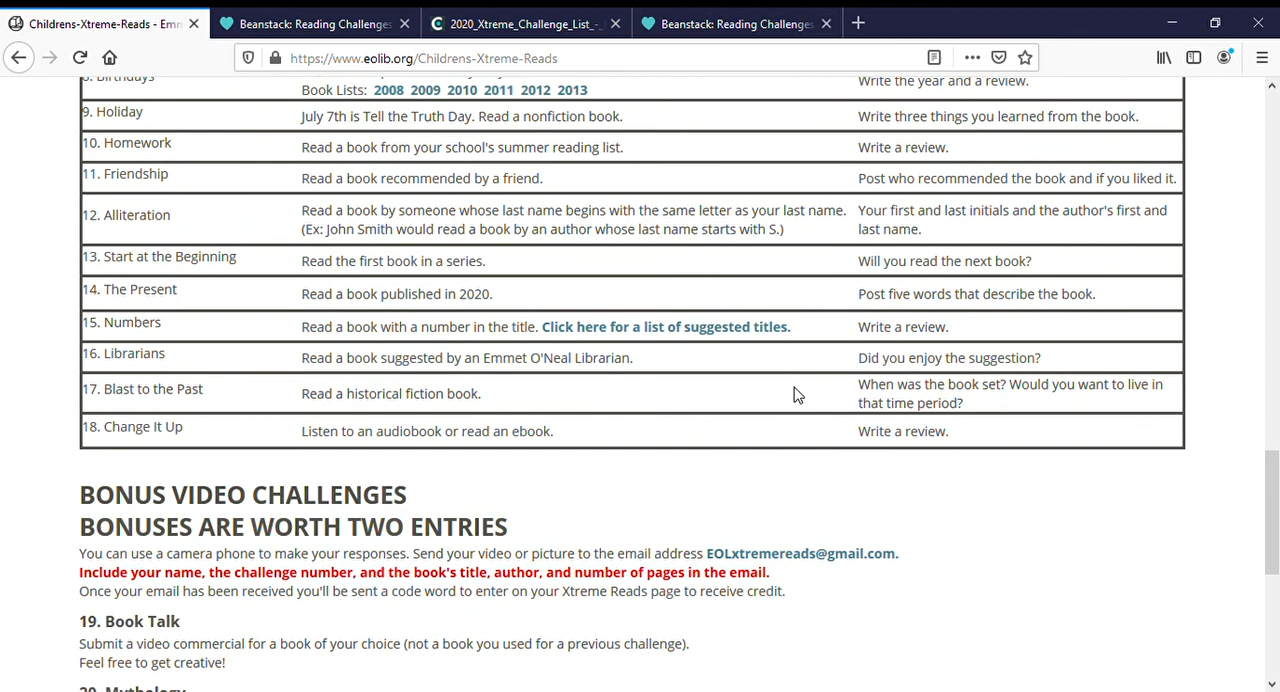 Childrens-Xtreme-Reads - Emm
Beanstack: Reading Challenges
2020_Xtreme_Challenge_List_-
Beanstack: Reading Challenges
https://www.eolib.org/Childrens-Xtreme-Reads
8. Birthdays
Book Lists: 2008 2009 2010 2011 2012 2013
Write the year and a review.
9. Holiday
July 7th is Tell the Truth Day. Read a nonfiction book.
Write three things you learned from the book.
10. Homework
Read a book from your school's summer reading list.
Write a review.
11. Friendship
Read a book recommended by a friend.
Post who recommended the book and if you liked it.
12. Alliteration
Read a book by someone whose last name begins with the same letter as your last name.
(Ex: John Smith would read a book by an author whose last name starts with S.)
Your first and last initials and the author's first and
last name.
13. Start at the Beginning
Read the first book in a series.
Will you read the next book?
14. The Present
Read a book published in 2020.
Post five words that describe the book.
15. Numbers
Read a book with a number in the title. Click here for a list of suggested titles.
Write a review.
16. Librarians
Read a book suggested by an Emmet O'Neal Librarian.
Did you enjoy the suggestion?
17. Blast to the Past
Read a historical fiction book.
When was the book set? Would you want to live in
that time period?
18. Change It Up
Listen to an audiobook or read an ebook.
Write a review.
BONUS VIDEO CHALLENGES
BONUSES ARE WORTH TWO ENTRIES
You can use a camera phone to make your responses. Send your video or picture to the email address EOLxtremereads@gmail.com.
Include your name, the challenge number, and the book's title, author, and number of pages in the email.
Once your email has been received you'll be sent a code word to enter on your Xtreme Reads page to receive credit.
19. Book Talk
Submit a video commercial for a book of your choice (not a book you used for a previous challenge).
Feel free to get creative!
20. Mythology